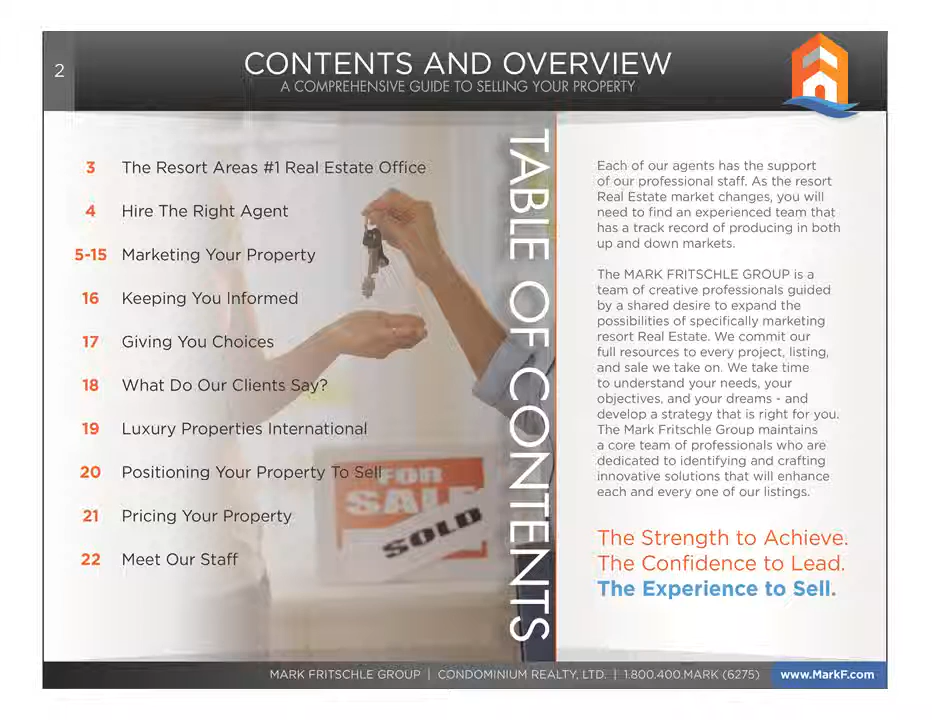 2
CONTENTS AND OVERVIEW
A COMPREHENSIVE GUIDE TO SELLING YOUR PROPERTY
3 The Resort Areas #1 Real Estate Office
4 Hire The Right Agent
5-15 Marketing Your Property
16 Keeping You Informed
17 Giving You Choices
18 What Do Our Clients Say?
19 Luxury Properties International
20 Positioning Your Property To Sell
21 Pricing Your Property
22 Meet Our Staff
FOR
SALE
SOLD
TABLE OF CONTENTS
Each of our agents has the support
of our professional staff. As the resort
Real Estate market changes, you will
need to find an experienced team that
has a track record of producing in both
up and down markets.
The MARK FRITSCHLE GROUP is a
team of creative professionals guided
by a shared desire to expand the
possibilities of specifically marketing
resort Real Estate. We commit our
full resources to every project, listing,
and sale we take on. We take time
to understand your needs, your
objectives, and your dreams - and
develop a strategy that is right for you.
The Mark Fritschle Group maintains
a core team of professionals who are
dedicated to identifying and crafting
innovative solutions that will enhance
each and every one of our listings.
The Strength to Achieve.
The Confidence to Lead.
The Experience to Sell.
MARK FRITSCHLE GROUP | CONDOMINIUM REALTY, LTD. | 1.800.400.MARK (6275) www.MarkF.com